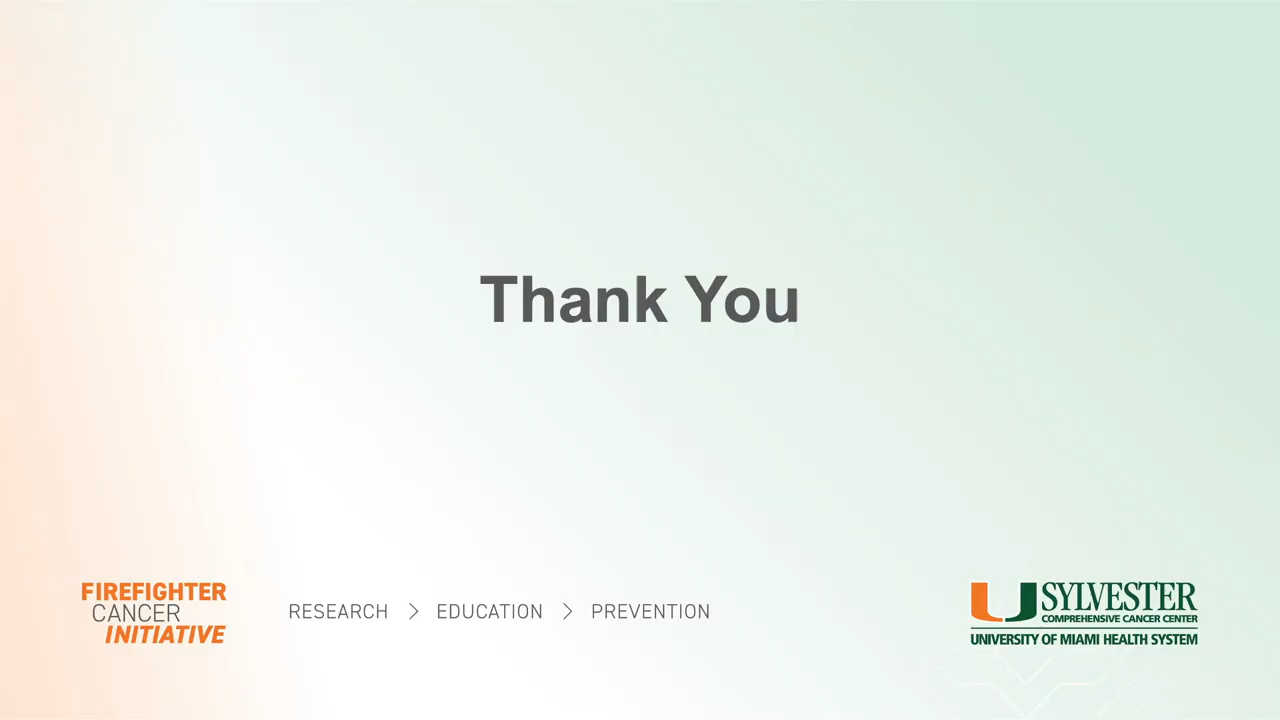 Thank You
FIREFIGHTER
CANCER
INITIATIVE
RESEARCH > EDUCATION > PREVENTION
U SYLVESTER
COMPREHENSIVE CANCER CENTER
UNIVERSITY OF MIAMI HEALTH SYSTEM